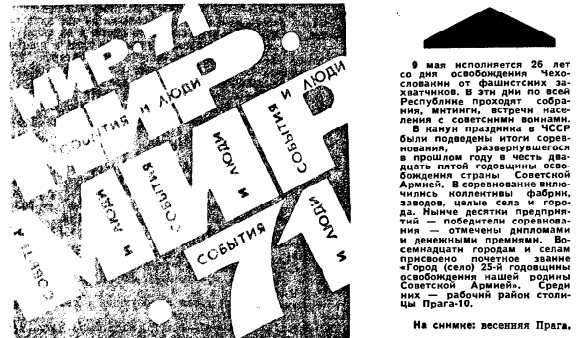 МИР·71
СОБЫТИЯ И ЛЮДИ
МИР
СОБЫТИЯ И ЛЮДИ
МИР
СОБЫТИЯ И ЛЮДИ
СОБЫТИЯ И ЛЮДИ
СОБЫТИЯ И ЛЮДИ
71
9 мая исполняется 26 лет
со дня освобождения Чехо-
словакии от фашистских за-
хватчиков. В эти дни по всей
Республике проходят собра-
ния, митинги, встречи насе-
ления с советскими воинами.
В канун праздника в ЧССР
были подведены итоги сорев-
нования, развернувшегося
в прошлом году в честь два-
дцать пятой годовщины осво-
бождения страны Советской
Армией. В соревнование вклю-
чились коллективы фабрик,
заводов, целые села и горо-
да. Нынче десятки предприя-
тий — победители соревнова-
ния — отмечены дипломами
и денежными премиями. Во-
семнадцати городам и селам
присвоено почетное звание
«Город (село) 25-й годовщины
освобождения нашей родины
Советской Армией». Среди
них — рабочий район столи-
цы Прага-10.
На снимке: весенняя Прага.